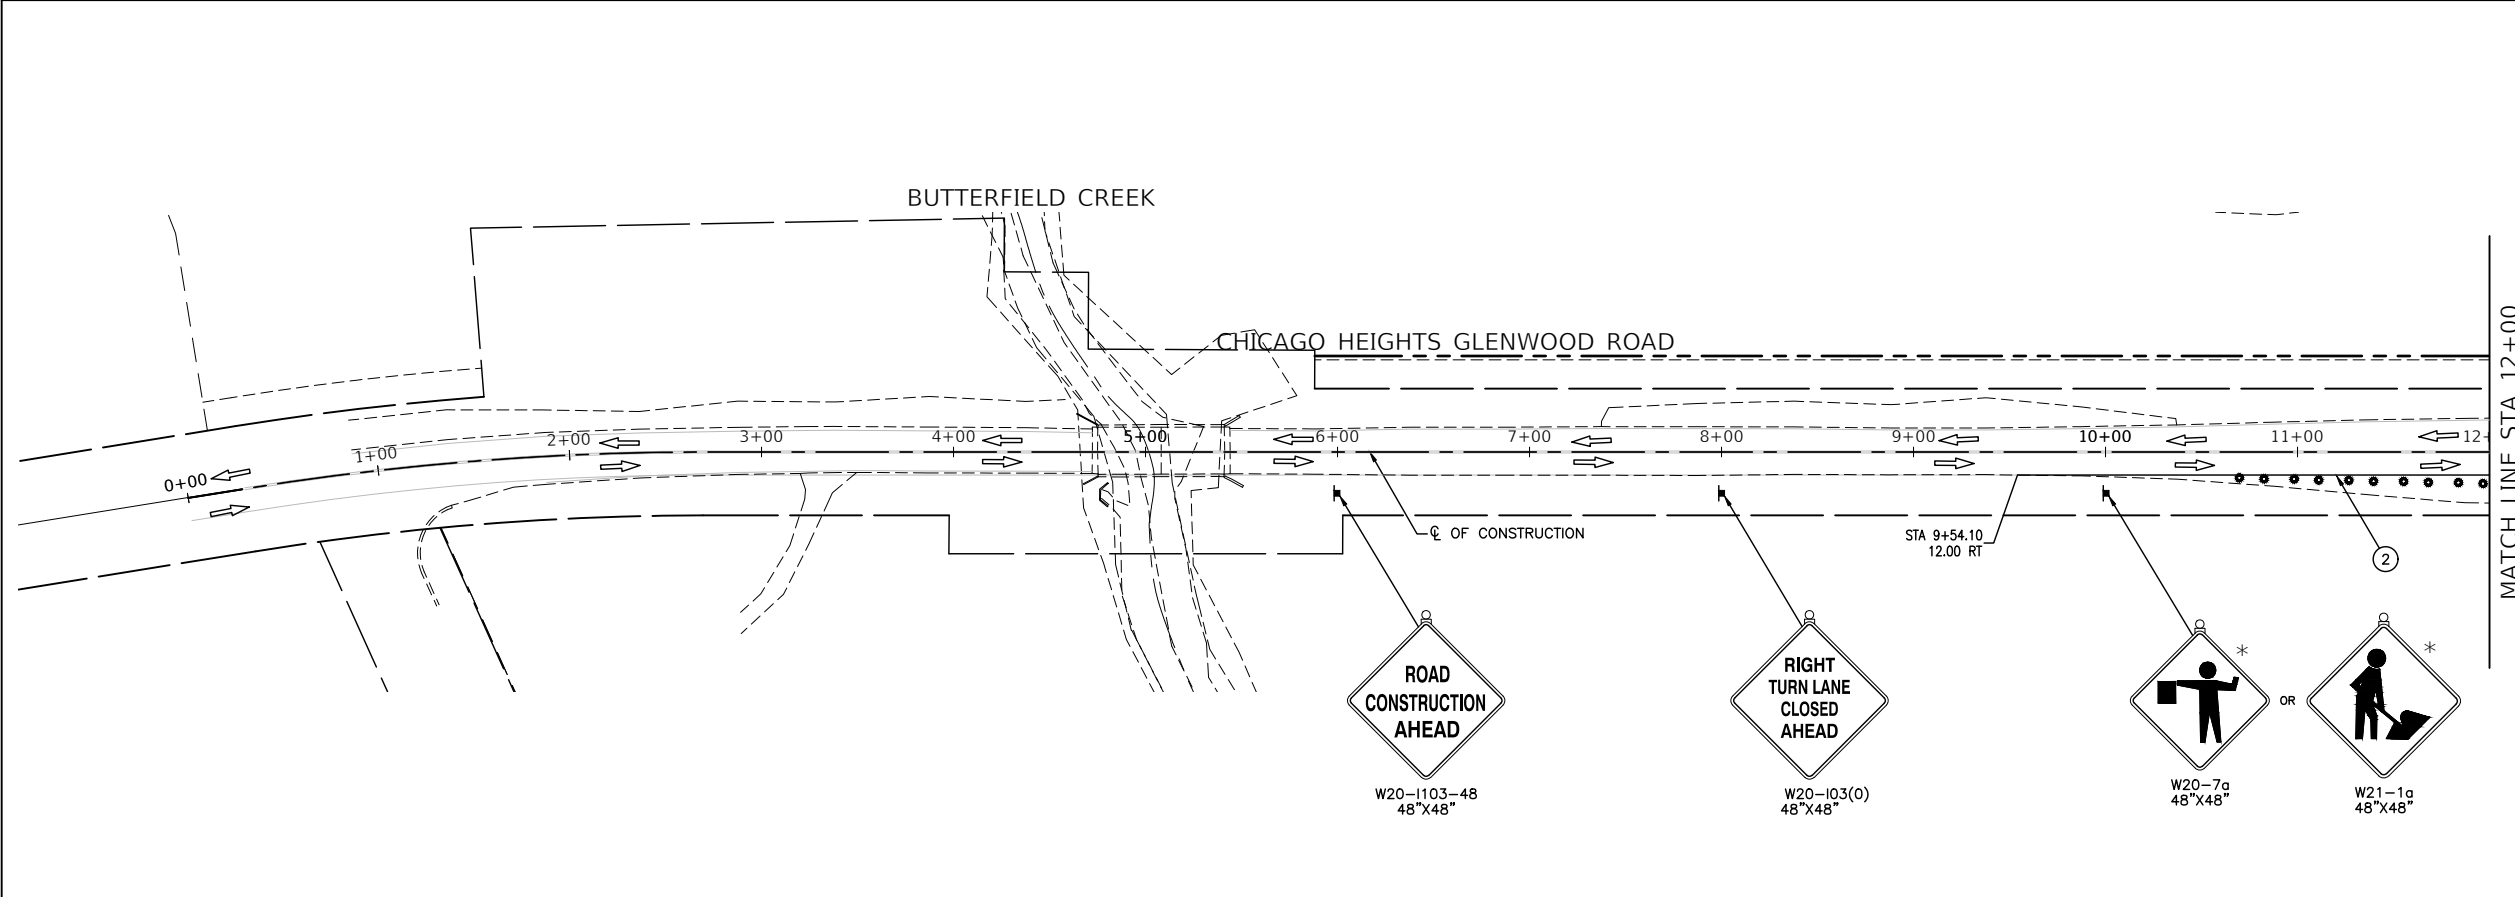 BUTTERFIELD CREEK
CHICAGO HEIGHTS GLENWOOD ROAD
0+00
1+00
2+00
3+00
4+00
5+00
6+00
7+00
8+00
9+00
10+00
11+00
12+
MATCH LINE STA 12+00
℄ OF CONSTRUCTION
STA 9+54.10
12.00 RT
2
ROAD
CONSTRUCTION
AHEAD
W20-1103-48
48"X48"
RIGHT
TURN LANE
CLOSED
AHEAD
W20-103(0)
48"X48"
*
W20-7a
48"X48"
OR
*
W21-1a
48"X48"